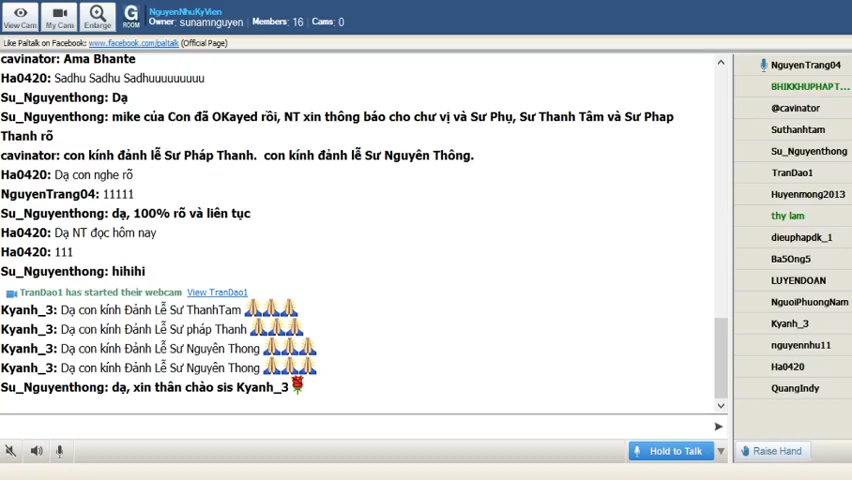 View Cam
My Cam
Enlarge
G ROOM
NguyenNhuKyVien
Owner: sunamnguyen Members: 16 Cams: 0
Like Paltalk on Facebook: www.facebook.com/paltalk (Official Page)
cavinator: Ama Bhante
Ha0420: Sadhu Sadhu Sadhuuuuuuuuu
Su_Nguyenthong: Dạ
Su_Nguyenthong: mike của Con đã OKayed rồi, NT xin thông báo cho chư vị và Sư Phụ, Sư Thanh Tâm và Sư Phap
Thanh rõ
cavinator: con kính đảnh lễ Sư Pháp Thanh. con kính đảnh lễ Sư Nguyên Thông.
Ha0420: Dạ con nghe rõ
NguyenTrang04: 11111
Su_Nguyenthong: dạ, 100% rõ và liên tục
Ha0420: Dạ NT đọc hôm nay
Ha0420: 111
Su_Nguyenthong: hihihi
TranDao1 has started their webcam View TranDao1
Kyanh_3: Dạ con kính Đảnh Lễ Sư ThanhTam
Kyanh_3: Dạ con kính Đảnh Lễ Sư pháp Thanh
Kyanh_3: Dạ con kính Đảnh Lễ Sư Nguyên Thong
Kyanh_3: Dạ con kính Đảnh Lễ Sư Nguyên Thong
Su_Nguyenthong: dạ, xin thân chào sis Kyanh_3
Hold to Talk
NguyenTrang04
BHIKKHUPHAPT...
@cavinator
Suthanhtam
Su_Nguyenthong
TranDao1
Huyenmong2013
thy lam
dieuphapdk_1
Ba5Ong5
LUYENDOAN
NguoiPhuongNam
Kyanh_3
nguyennhu11
Ha0420
QuangIndy
Raise Hand